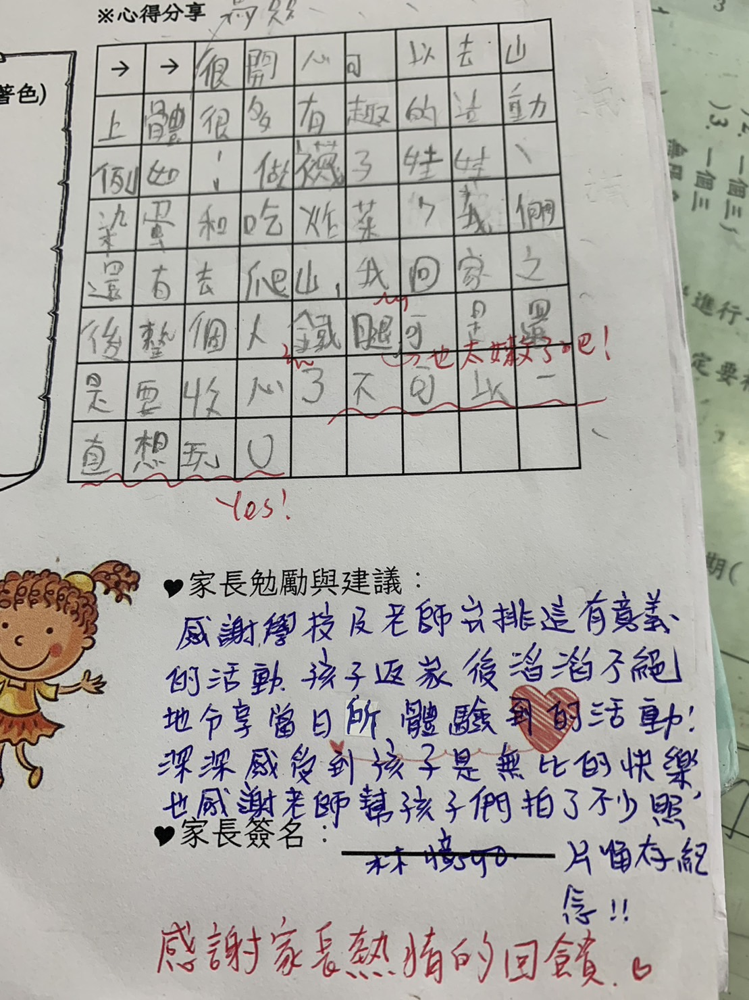 ※心得分享
著色)
→→很開心可以去山
上體很多有趣的活動
例如:做襪子娃娃、
染蛋和吃炸菜,我們
還有去爬山,我回家之
後整個人鐵腿可是還
也太嫩了吧!
是要收心了不可以一
直想玩
Yes!
♥家長勉勵與建議:
感謝學校及老師安排這有意義
的活動.孩子返家後滔滔不絕
地分享當日所體驗到的活動!
深深感受到孩子是無比的快樂,
也感謝老師幫孩子們拍了不少照
♥家長簽名:
片留存紀
念!!
感謝家長熱情的回饋.♡